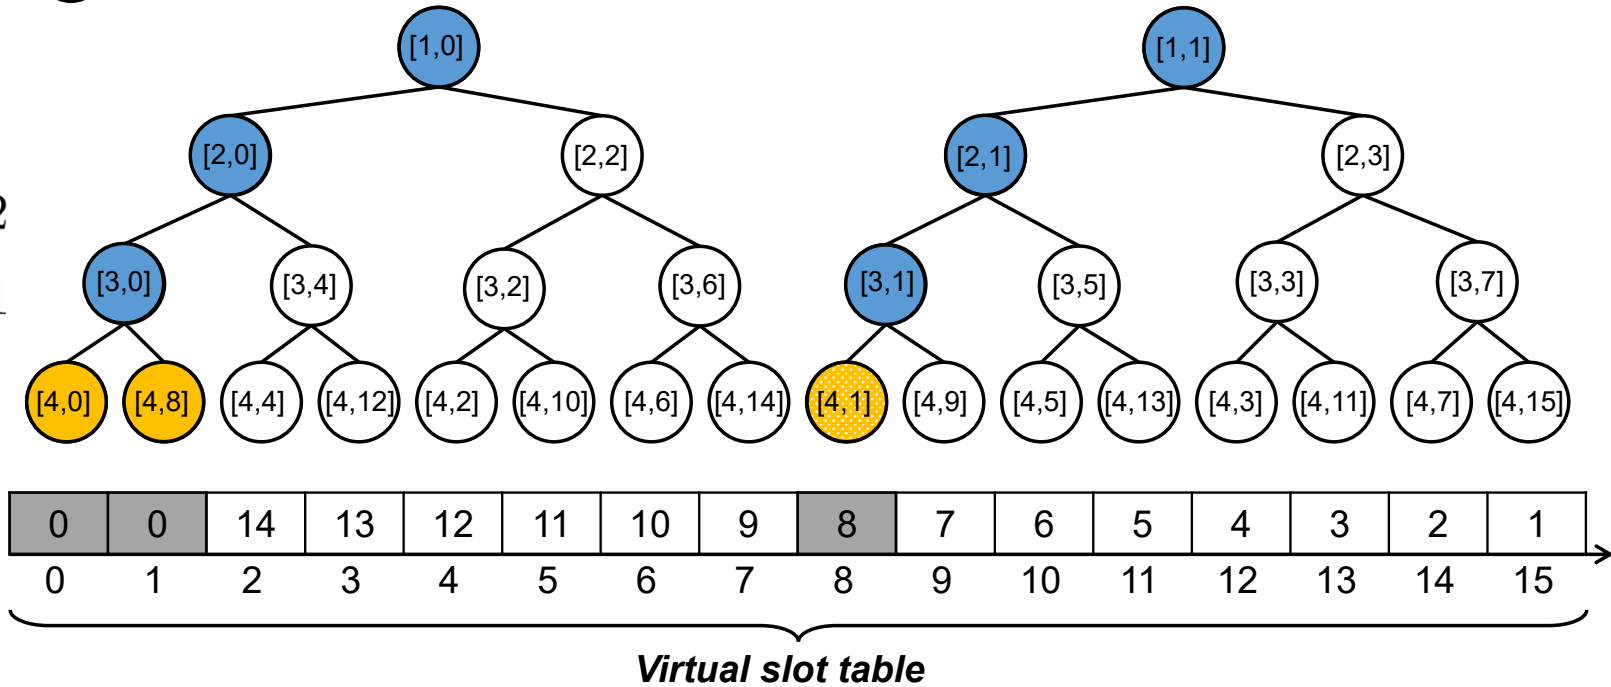 [1,0] [1,1]
[2,0] [2,2] [2,1] [2,3]
2
[3,0] [3,4] [3,2] [3,6] [3,1] [3,5] [3,3] [3,7]
[4,0] [4,8] [4,4] [4,12] [4,2] [4,10] [4,6] [4,14] [4,1] [4,9] [4,5] [4,13] [4,3] [4,11] [4,7] [4,15]
0 0 14 13 12 11 10 9 8 7 6 5 4 3 2 1
0 1 2 3 4 5 6 7 8 9 10 11 12 13 14 15
Virtual slot table